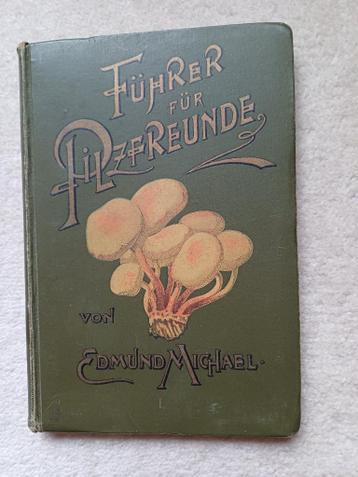 FÜHRER
FÜR
PILZFREUNDE
VON
EDMUND MICHAEL.
I.